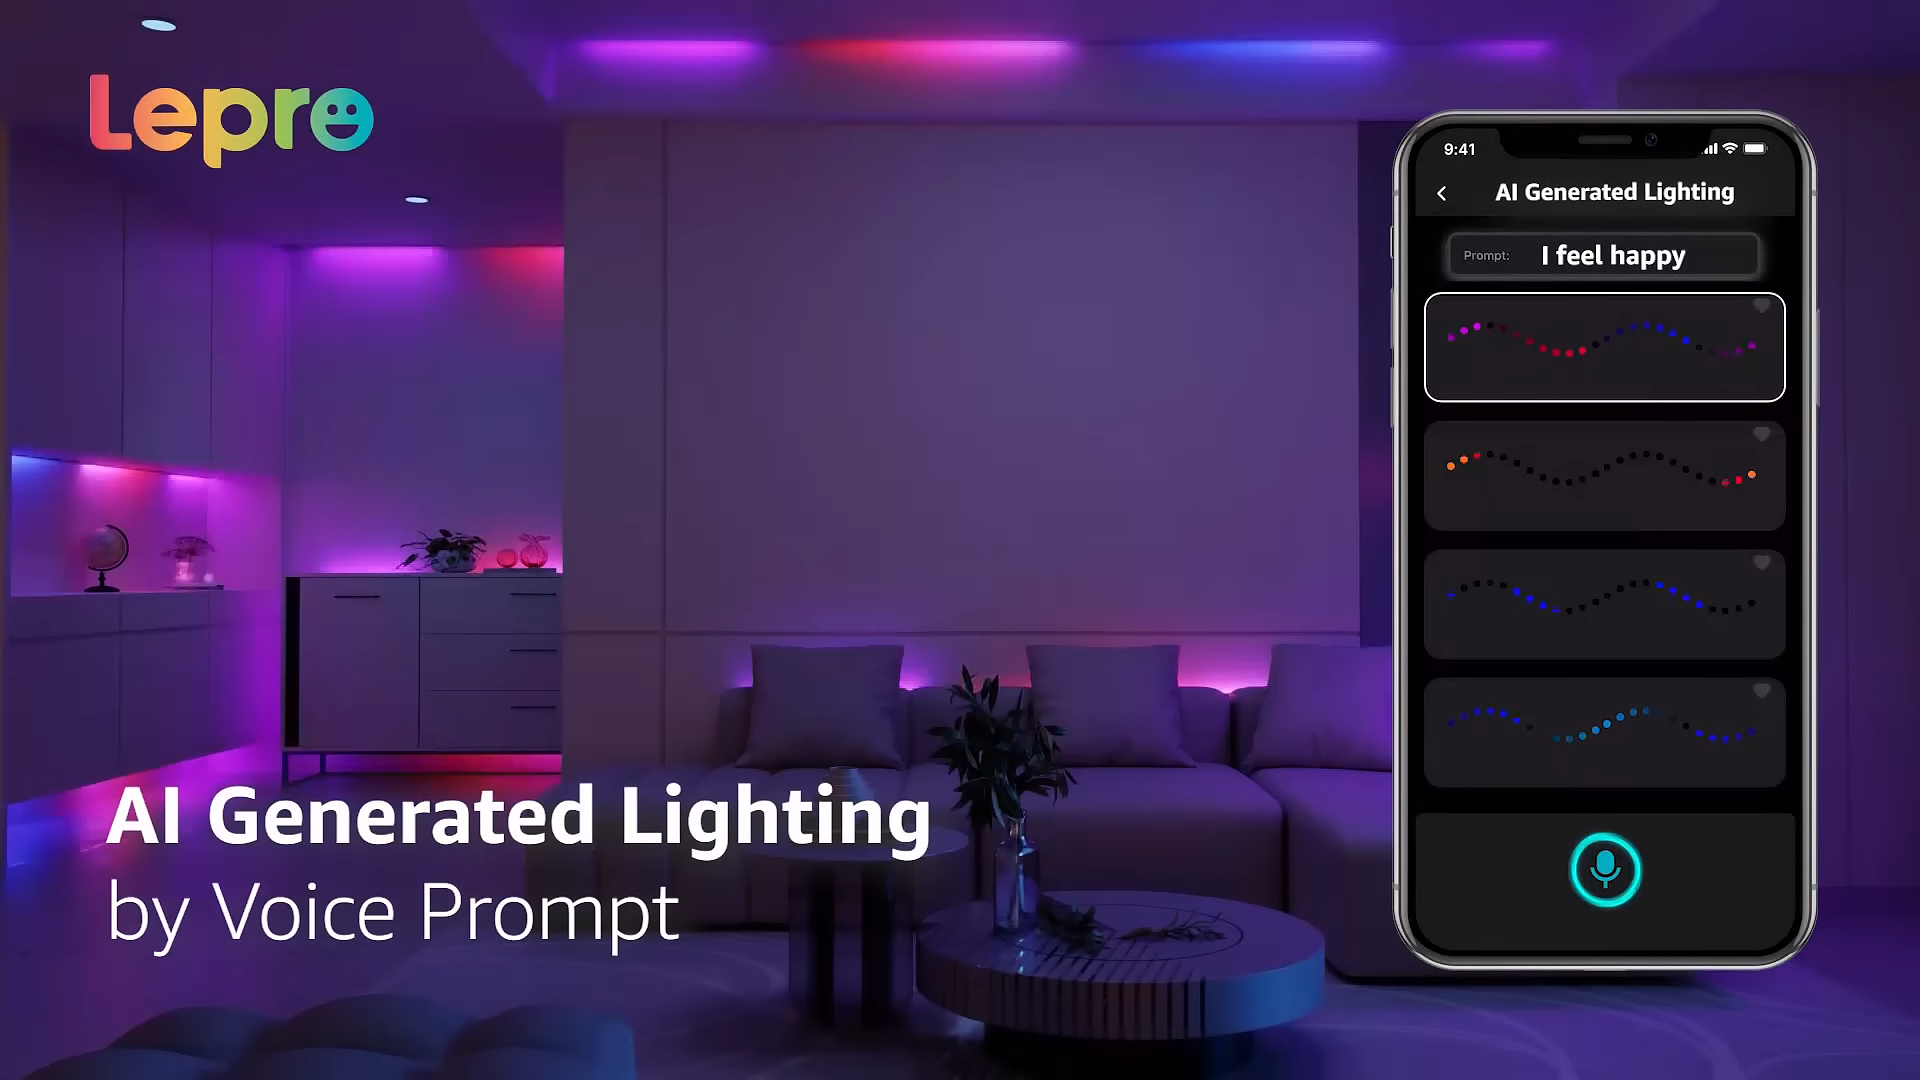 Lepro
9:41
AI Generated Lighting
Prompt: I feel happy
AI Generated Lighting
by Voice Prompt